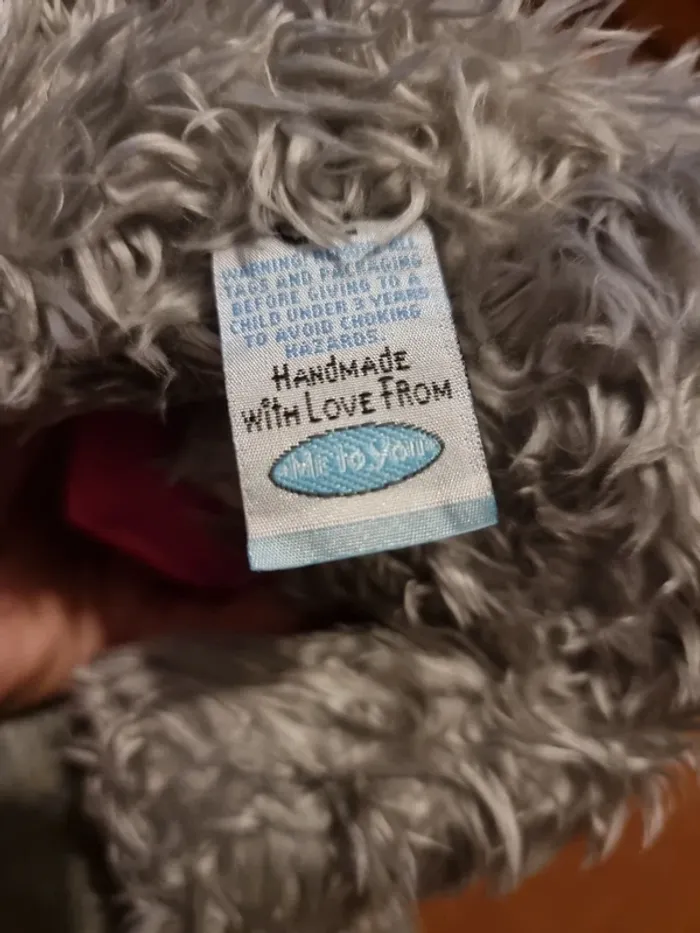 WARNING! REMOVE ALL
TAGS AND PACKAGING
BEFORE GIVING TO A
CHILD UNDER 3 YEARS
TO AVOID CHOKING
HAZARDS.
HANdMAdE
wiTH LOVE FROM
Me to You